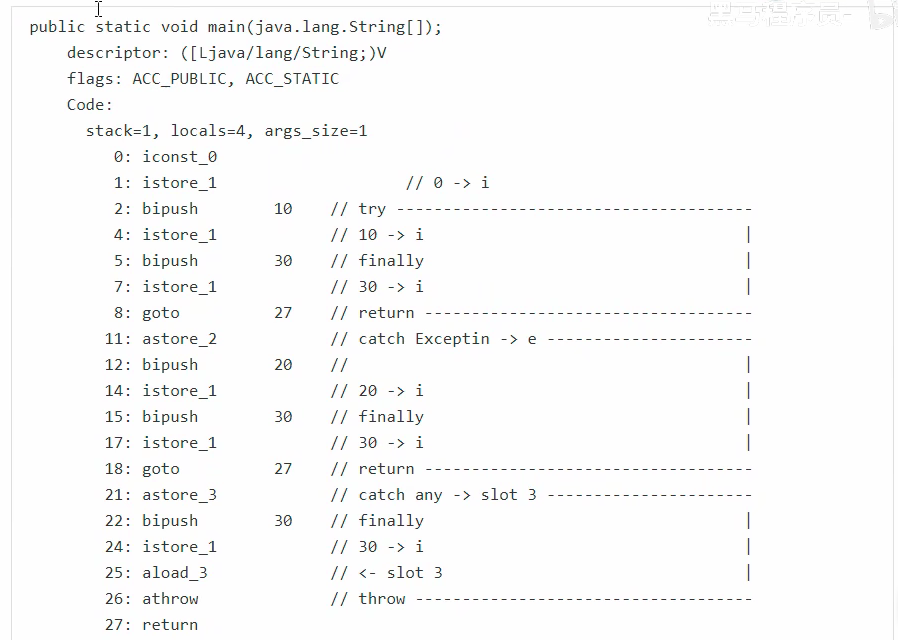 public static void main(java.lang.String[]);
descriptor: ([Ljava/lang/String;)V
flags: ACC_PUBLIC, ACC_STATIC
Code:
stack=1, locals=4, args_size=1
0: iconst_0
1: istore_1 // 0 -> i
2: bipush 10 // try --------------------------------------
4: istore_1 // 10 -> i |
5: bipush 30 // finally |
7: istore_1 // 30 -> i |
8: goto 27 // return -----------------------------------
11: astore_2 // catch Exceptin -> e ----------------------
12: bipush 20 // |
14: istore_1 // 20 -> i |
15: bipush 30 // finally |
17: istore_1 // 30 -> i |
18: goto 27 // return -----------------------------------
21: astore_3 // catch any -> slot 3 ----------------------
22: bipush 30 // finally |
24: istore_1 // 30 -> i |
25: aload_3 // <- slot 3 |
26: athrow // throw ------------------------------------
27: return